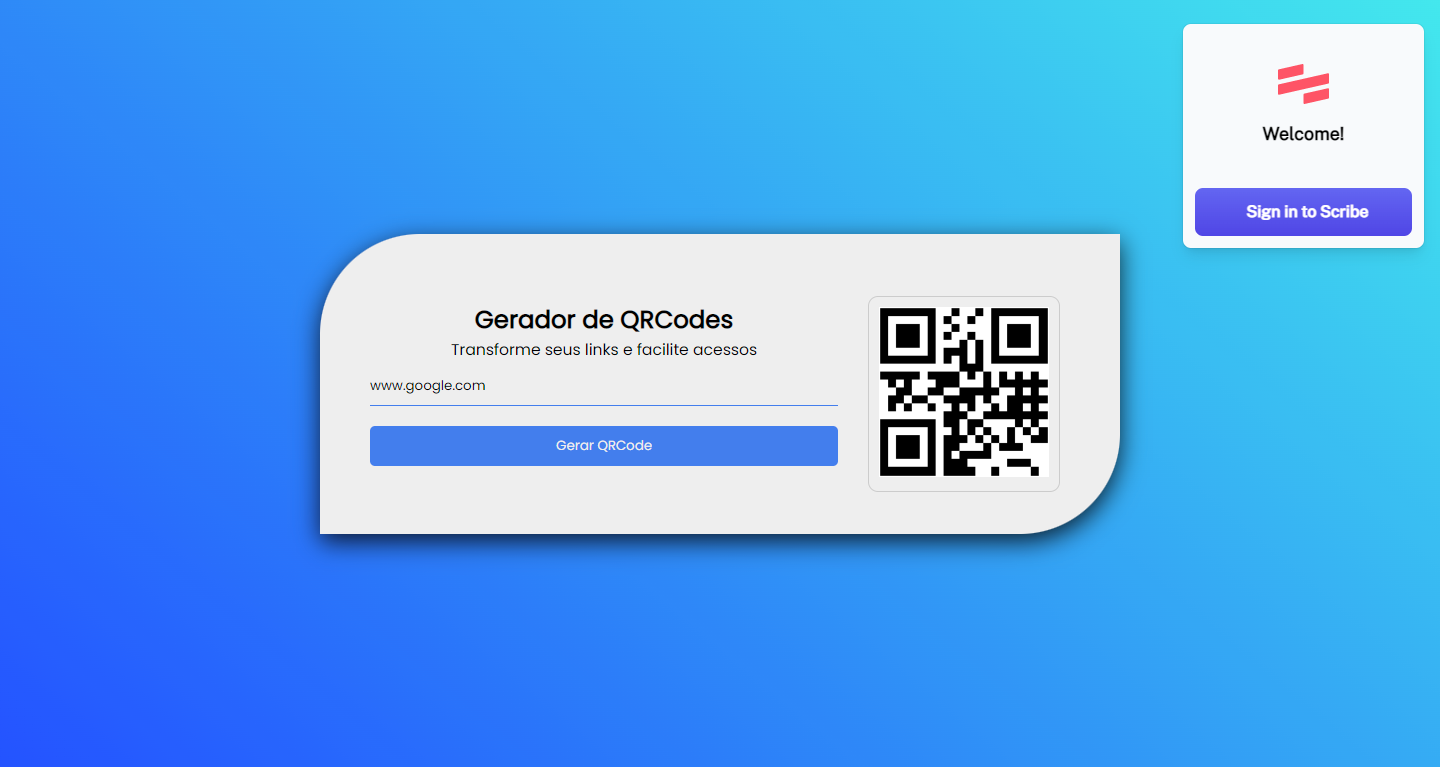 Welcome!
Sign in to Scribe
Gerador de QRCodes
Transforme seus links e facilite acessos
www.google.com
Gerar QRCode